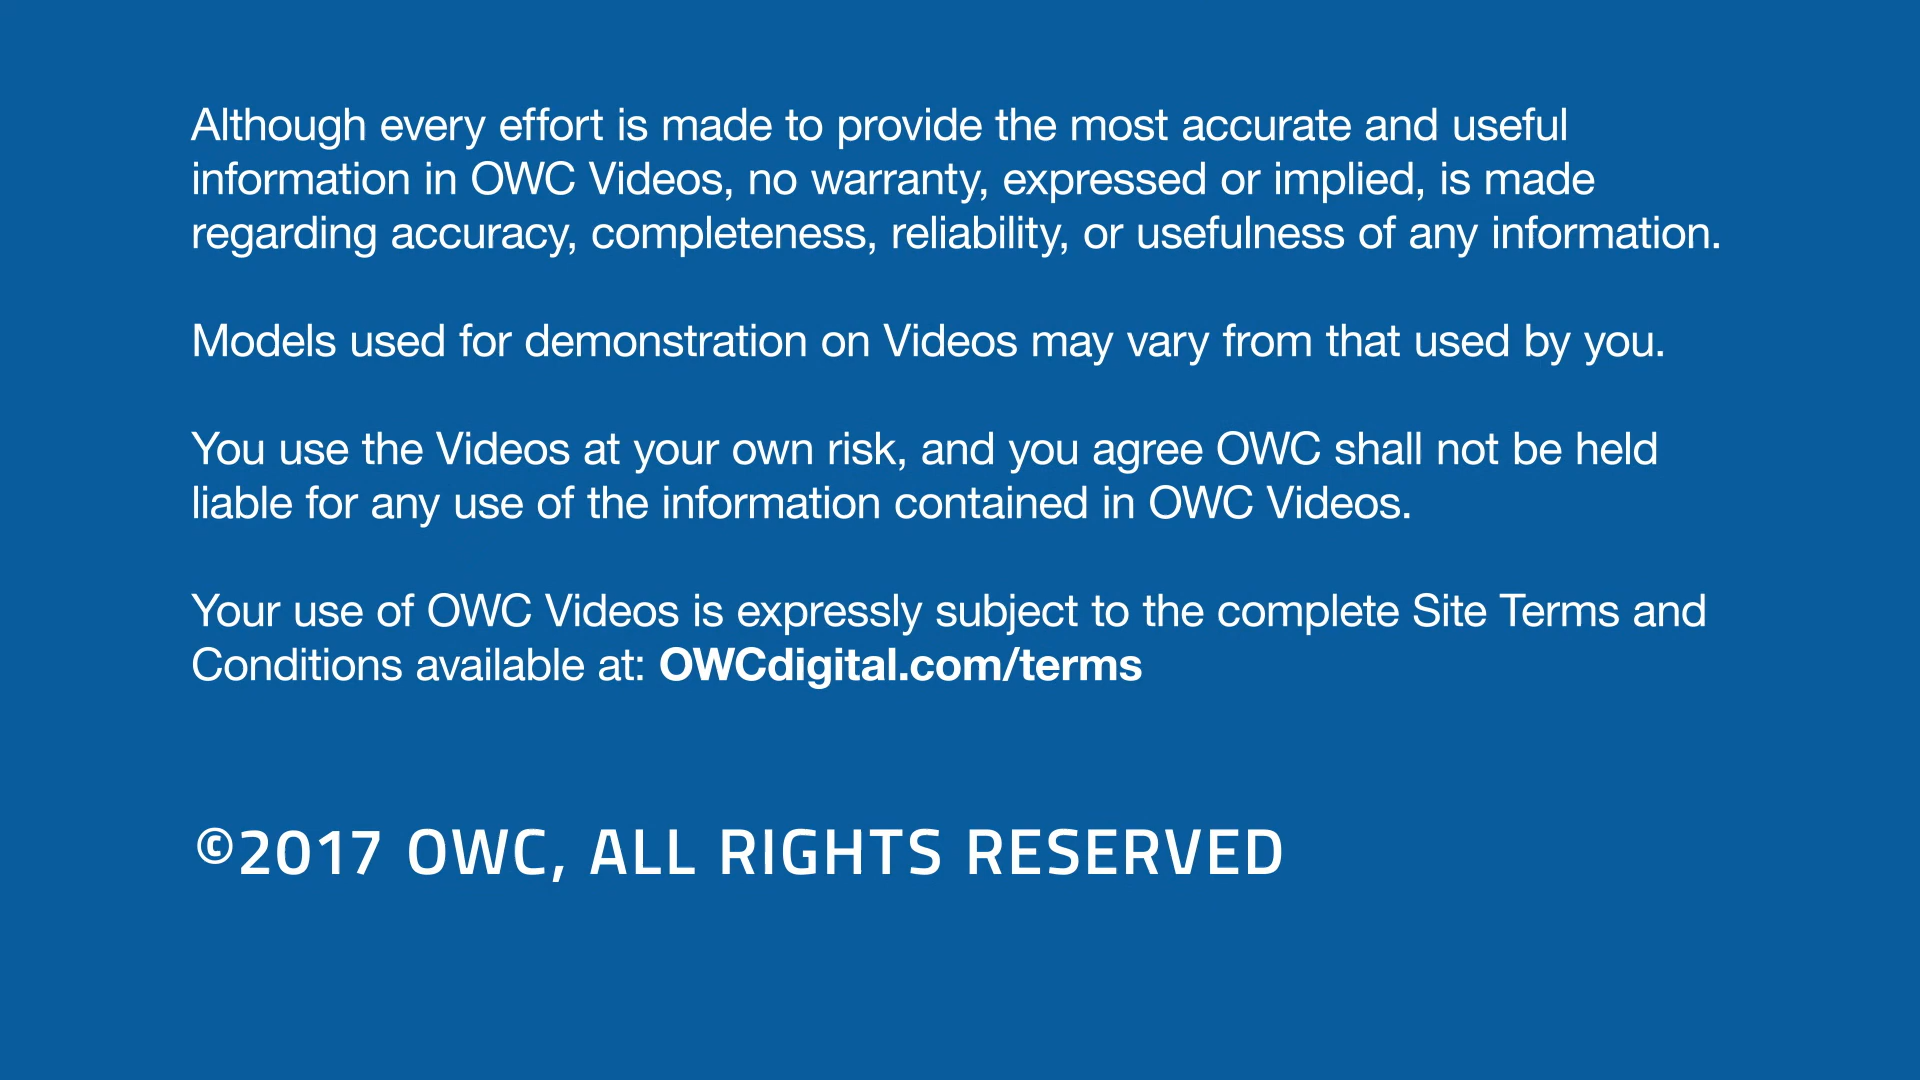 Although every effort is made to provide the most accurate and useful
information in OWC Videos, no warranty, expressed or implied, is made
regarding accuracy, completeness, reliability, or usefulness of any information.
Models used for demonstration on Videos may vary from that used by you.
You use the Videos at your own risk, and you agree OWC shall not be held
liable for any use of the information contained in OWC Videos.
Your use of OWC Videos is expressly subject to the complete Site Terms and
Conditions available at: OWCdigital.com/terms
©2017 OWC, ALL RIGHTS RESERVED